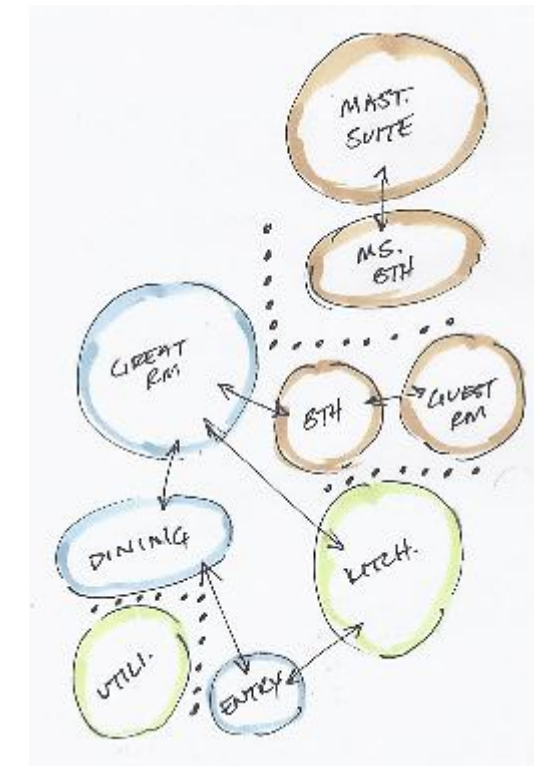 MAST.
SUITE
MS.
BTH
GREAT
RM
BTH
GUEST
RM
DINING
KITCH.
UTILI.
ENTRY